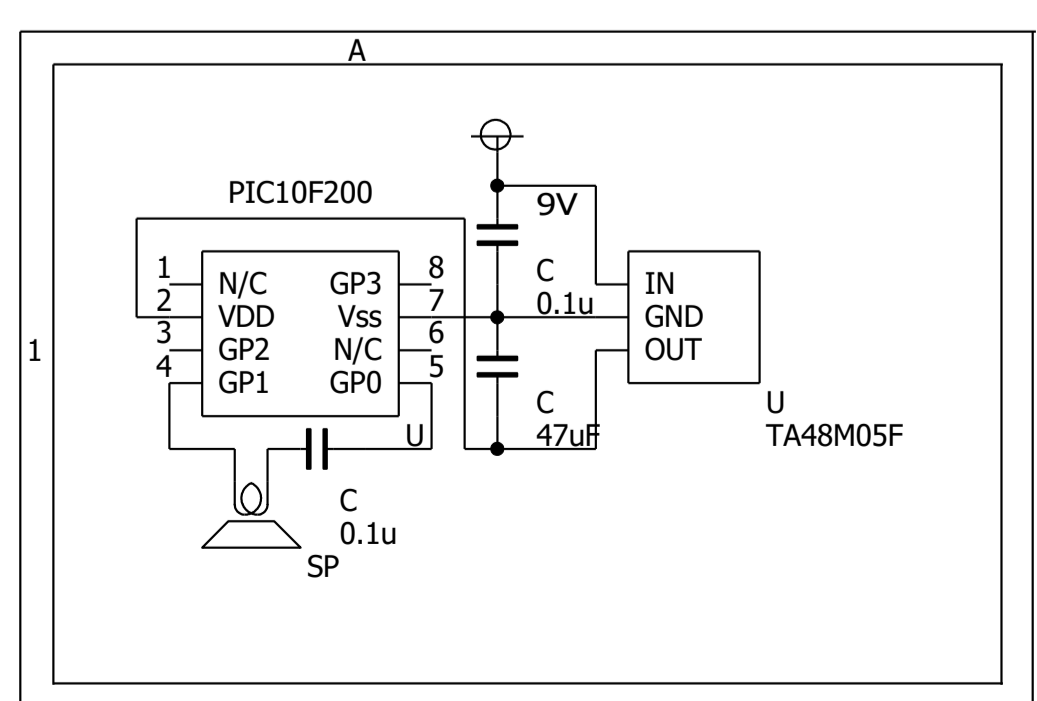 A
1
PIC10F200
1 N/C GP3 8
2 VDD Vss 7
3 GP2 N/C 6
4 GP1 GP0 5
U
9V
C
0.1u
C
47uF
IN
GND
OUT
U
TA48M05F
C
0.1u
SP